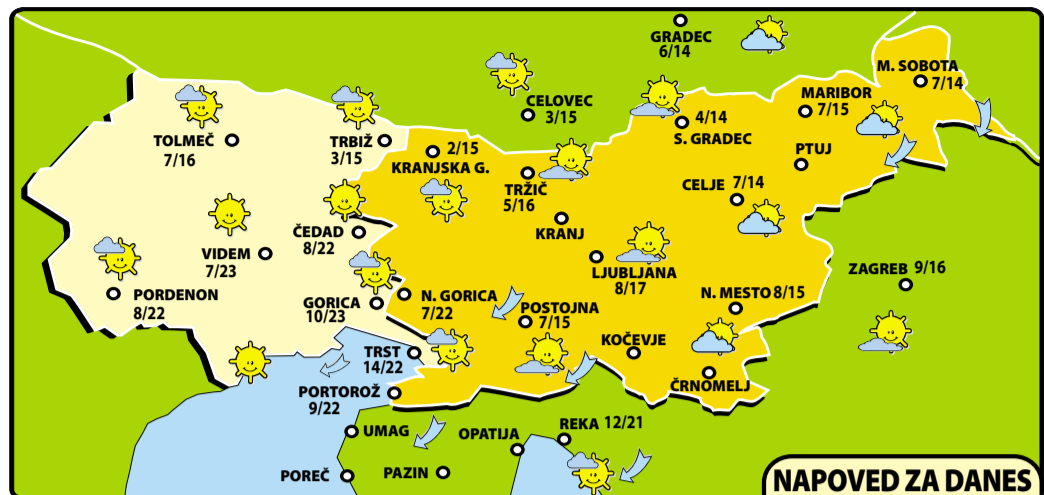 GRADEC
6/14
M. SOBOTA
7/14
MARIBOR
7/15
CELOVEC
3/15
4/14
S. GRADEC
TOLMEČ
7/16
TRBIŽ
3/15
2/15
KRANJSKA G.
PTUJ
TRŽIČ
5/16
CELJE 7/14
KRANJ
ČEDAD
8/22
VIDEM
7/23
LJUBLJANA
8/17
ZAGREB 9/16
PORDENON
8/22
GORICA
10/23
N. GORICA
7/22
POSTOJNA
7/15
N. MESTO 8/15
KOČEVJE
TRST
14/22
ČRNOMELJ
PORTOROŽ
9/22
UMAG
OPATIJA
REKA 12/21
POREČ
PAZIN
NAPOVED ZA DANES